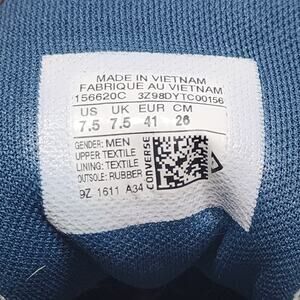 MADE IN VIETNAM
FABRIQUE AU VIETNAM
156620C 3Z98DYTC00156
US UK EUR CM
7.5 7.5 41 26
GENDER: MEN
UPPER: TEXTILE
LINING: TEXTILE
OUTSOLE: RUBBER
CONVERSE
9Z 1611 A34